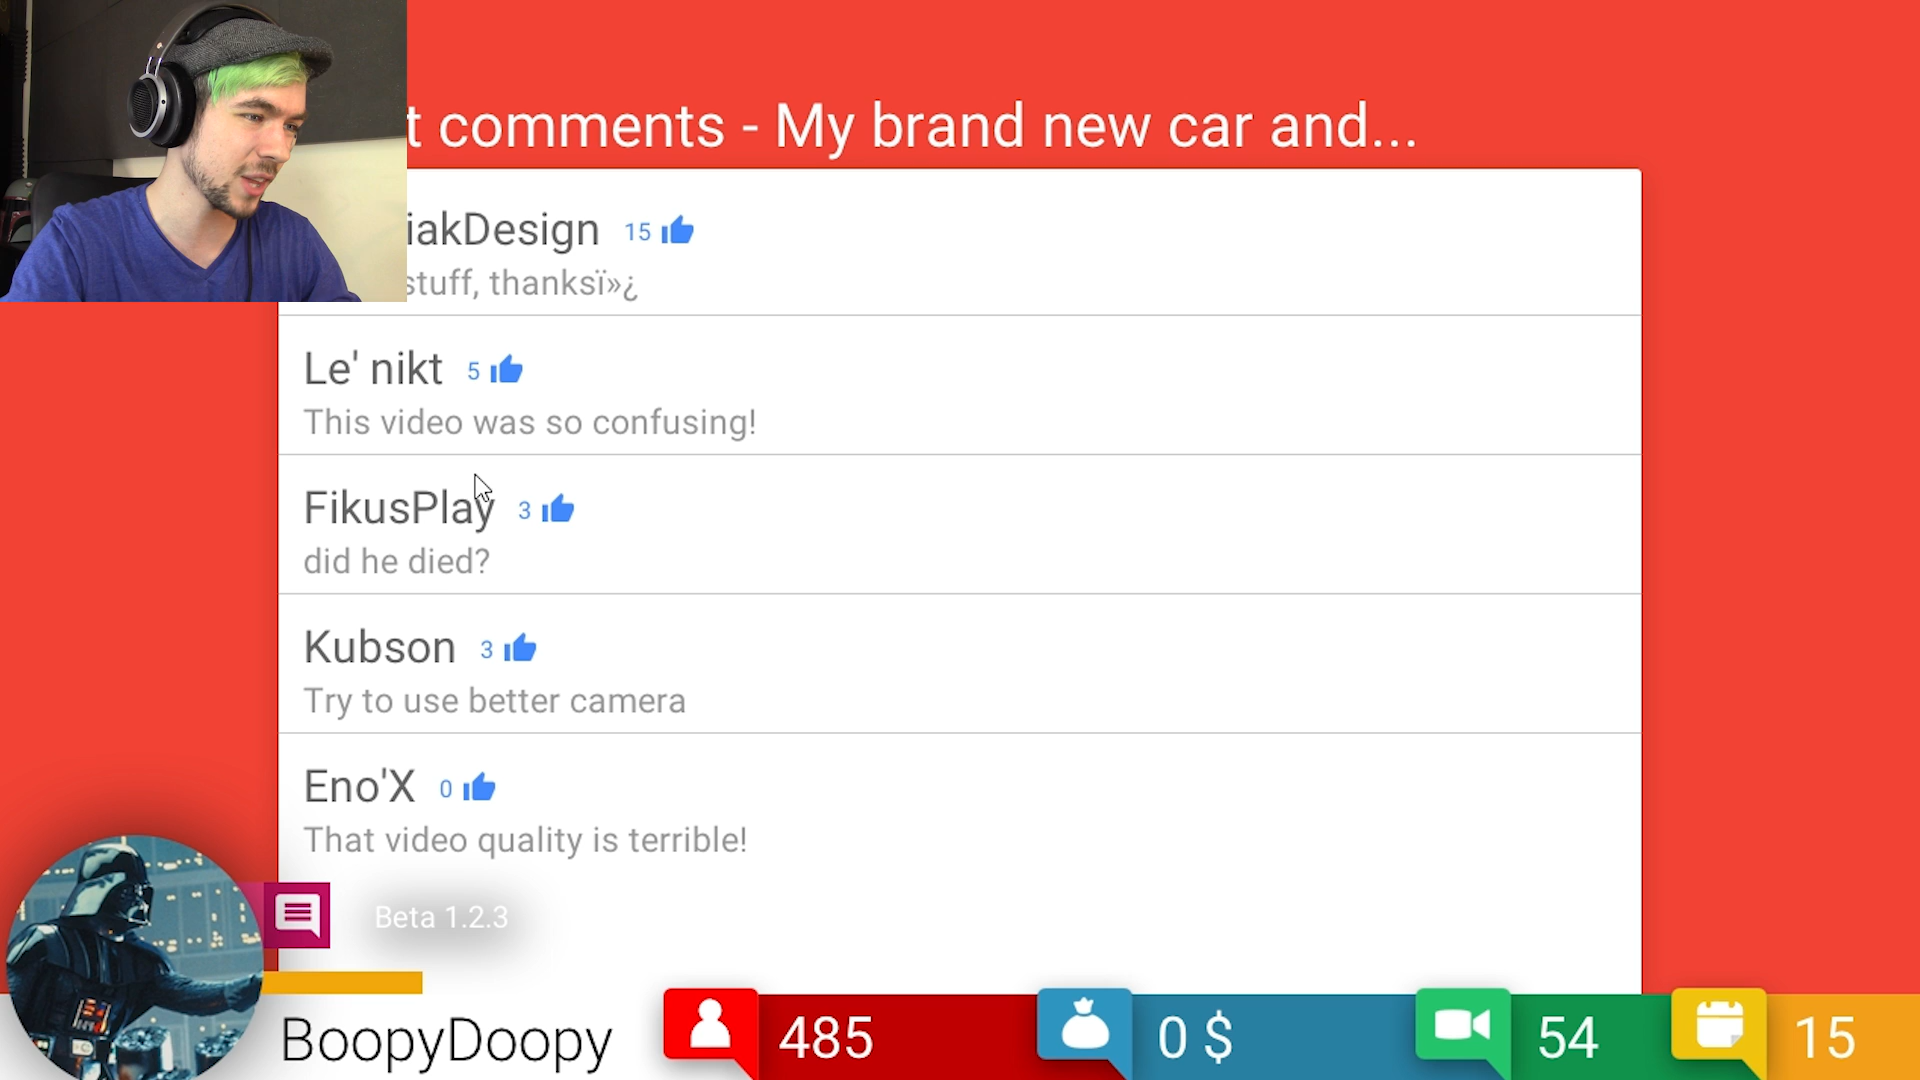 t comments - My brand new car and...
iakDesign 15
stuff, thanksï»¿
Le' nikt 5
This video was so confusing!
FikusPlay 3
did he died?
Kubson 3
Try to use better camera
Eno'X 0
That video quality is terrible!
Beta 1.2.3
BoopyDoopy 485 0 $ 54 15